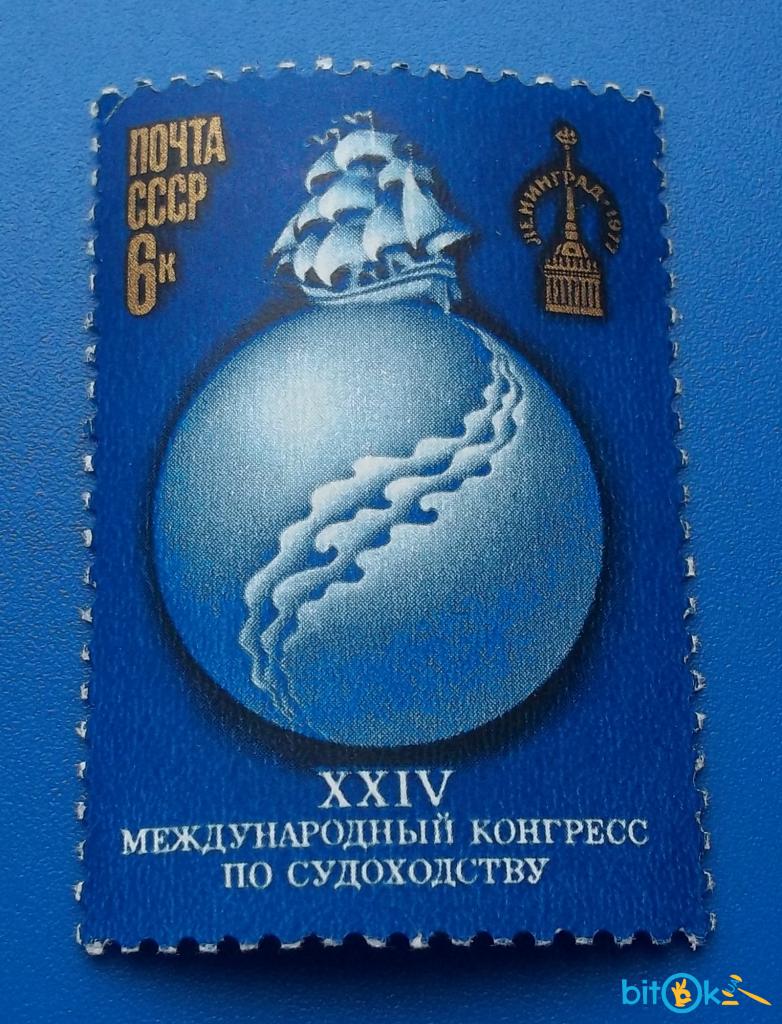 ПОЧТА
СССР
6к
ЛЕНИНГРАД·1977
XXIV
МЕЖДУНАРОДНЫЙ КОНГРЕСС
ПО СУДОХОДСТВУ
bitOk